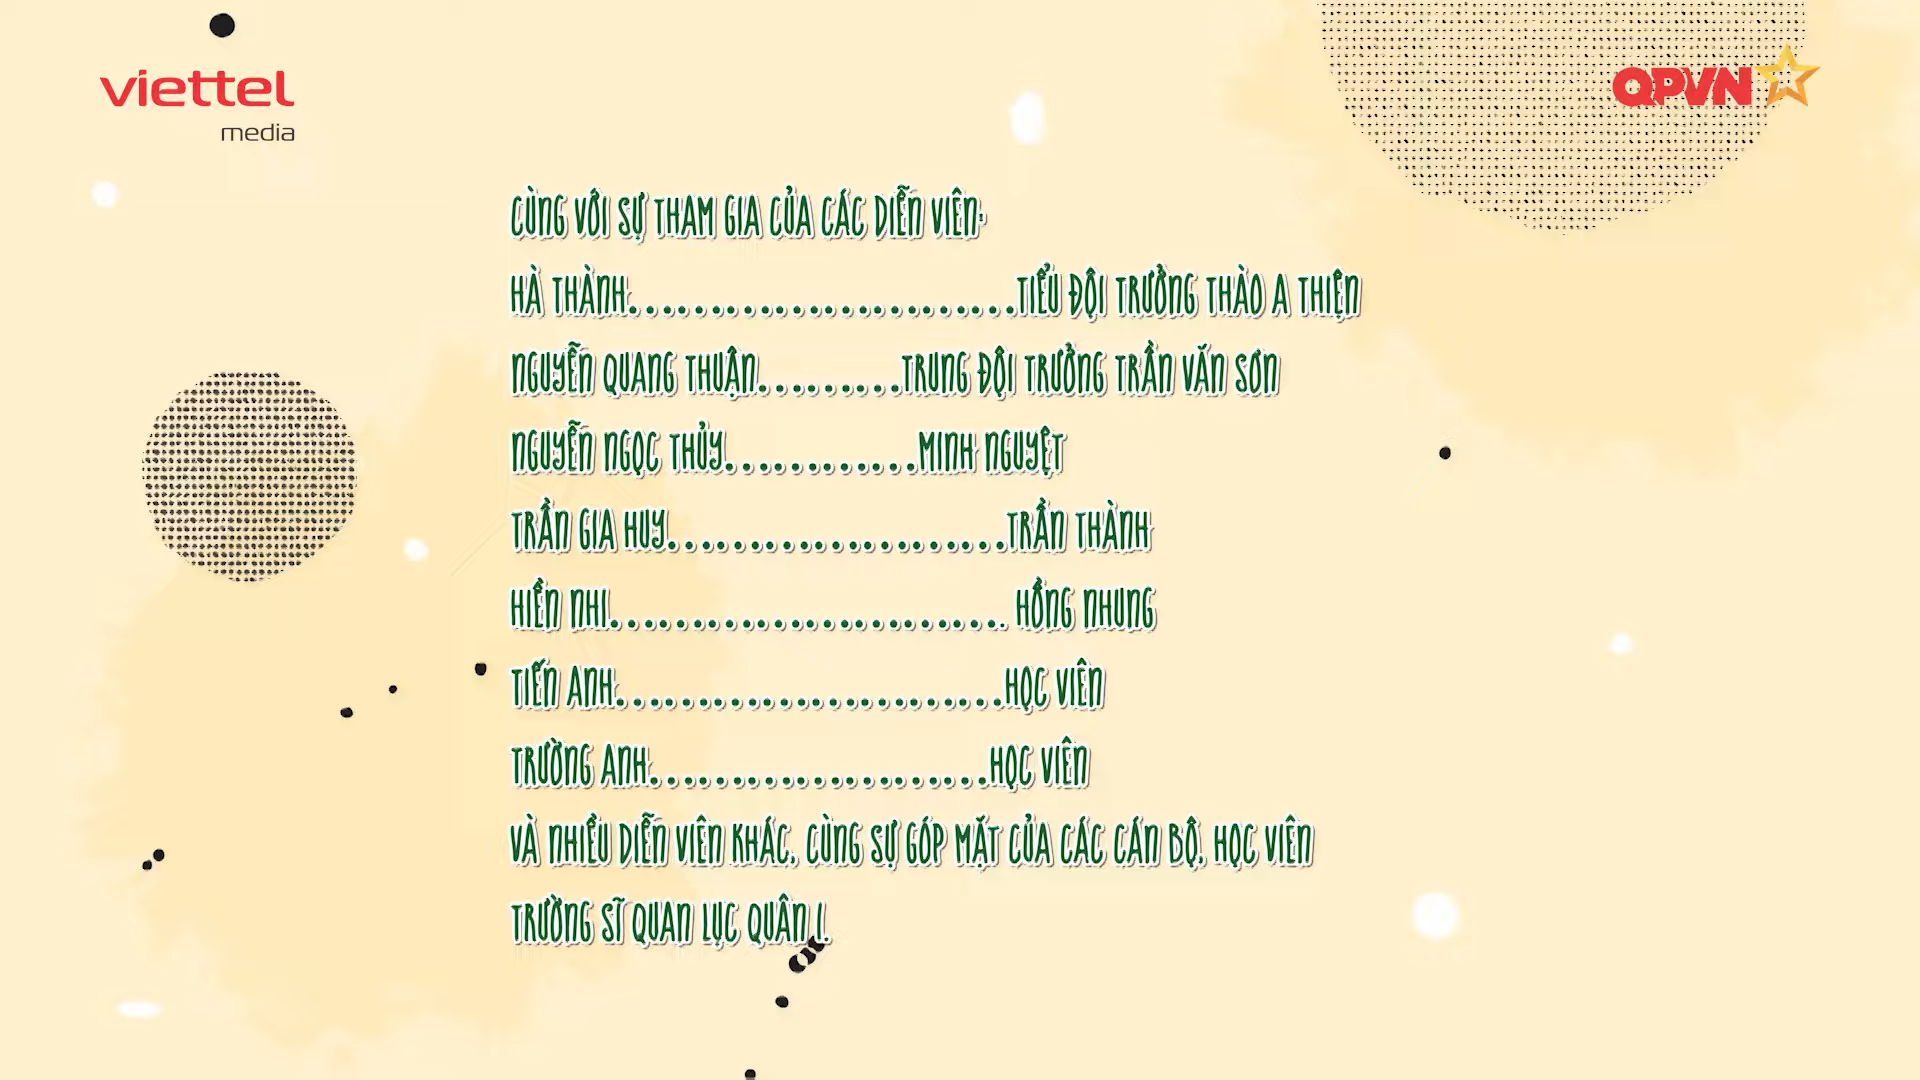 viettel
media
QPVN
CÙNG VỚI SỰ THAM GIA CỦA CÁC DIỄN VIÊN:
HÀ THÀNH........................TIỂU ĐỘI TRƯỞNG THÀO A THIỆN
NGUYỄN QUANG THUẬN.........TRUNG ĐỘI TRƯỞNG TRẦN VĂN SƠN
NGUYỄN NGỌC THỦY............MINH NGUYỆT
TRẦN GIA HUY.....................TRẦN THÀNH
HIỀN NHI........................ HỒNG NHUNG
TIẾN ANH........................HỌC VIÊN
TRƯỜNG ANH.....................HỌC VIÊN
VÀ NHIỀU DIỄN VIÊN KHÁC, CÙNG SỰ GÓP MẶT CỦA CÁC CÁN BỘ, HỌC VIÊN
TRƯỜNG SĨ QUAN LỤC QUÂN I.